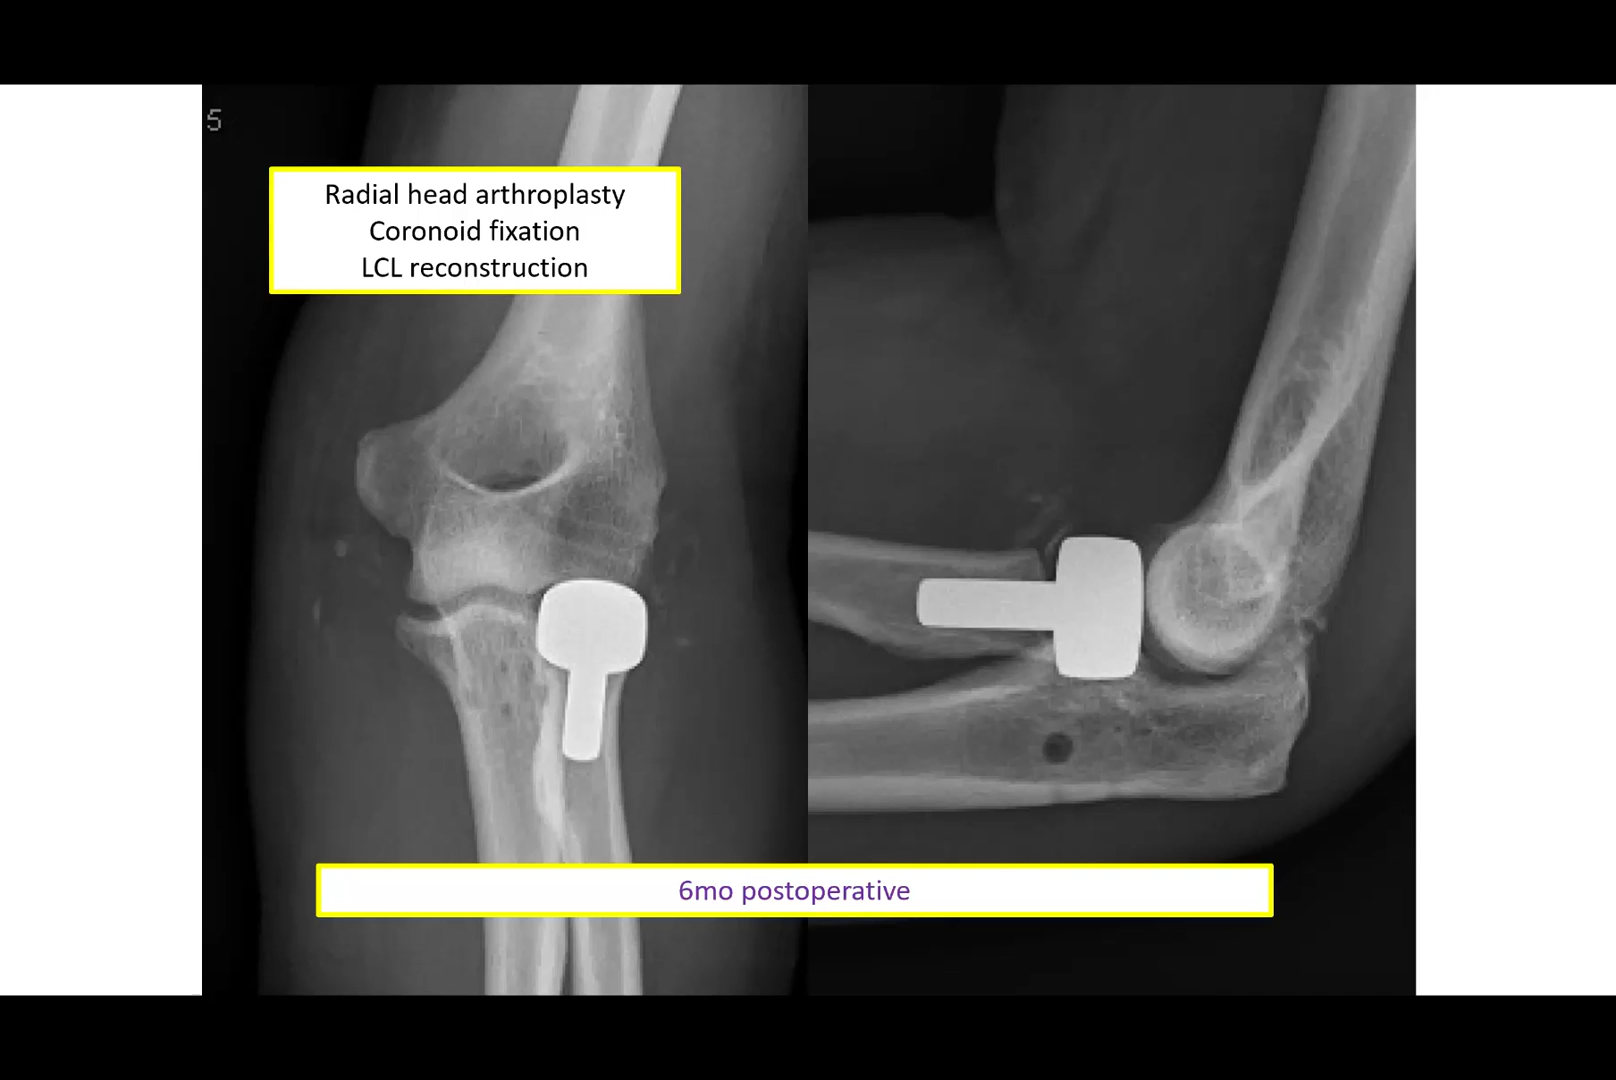 5
Radial head arthroplasty
Coronoid fixation
LCL reconstruction
6mo postoperative